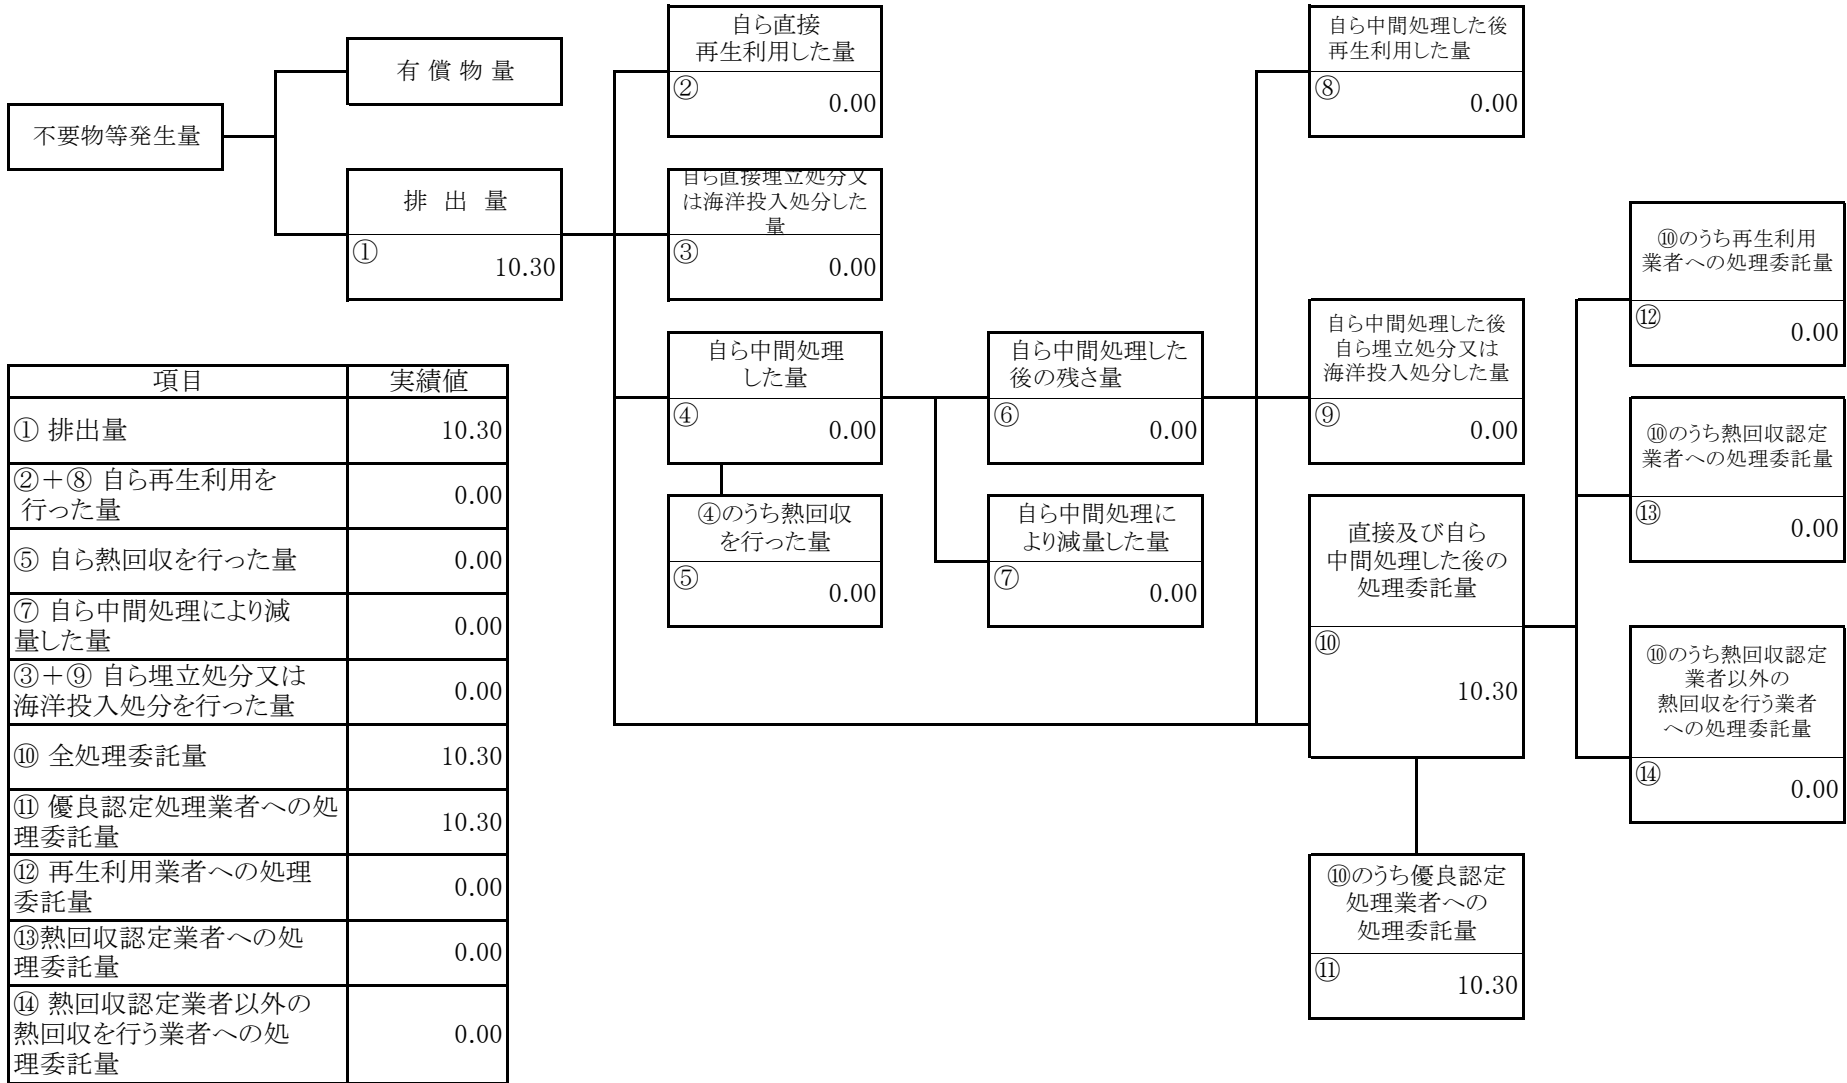 不要物等発生量
有 償 物 量
排 出 量
①
10.30
自ら直接
再生利用した量
②
0.00
自ら直接埋立処分又
は海洋投入処分した
量
③
0.00
自ら中間処理
した量
④
0.00
④のうち熱回収
を行った量
⑤
0.00
自ら中間処理した
後の残さ量
⑥
0.00
自ら中間処理に
より減量した量
⑦
0.00
自ら中間処理した後
再生利用した量
⑧
0.00
自ら中間処理した後
自ら埋立処分又は
海洋投入処分した量
⑨
0.00
直接及び自ら
中間処理した後の
処理委託量
⑩
10.30
⑩のうち優良認定
処理業者への
処理委託量
⑪
10.30
⑩のうち再生利用
業者への処理委託量
⑫
0.00
⑩のうち熱回収認定
業者への処理委託量
⑬
0.00
⑩のうち熱回収認定
業者以外の
熱回収を行う業者
への処理委託量
⑭
0.00
項目 実績値
① 排出量 10.30
②＋⑧ 自ら再生利用を
行った量
0.00
⑤ 自ら熱回収を行った量 0.00
⑦ 自ら中間処理により減
量した量
0.00
③＋⑨ 自ら埋立処分又は
海洋投入処分を行った量
0.00
⑩ 全処理委託量 10.30
⑪ 優良認定処理業者への処
理委託量
10.30
⑫ 再生利用業者への処理
委託量
0.00
⑬熱回収認定業者への処
理委託量
0.00
⑭ 熱回収認定業者以外の
熱回収を行う業者への処
理委託量
0.00